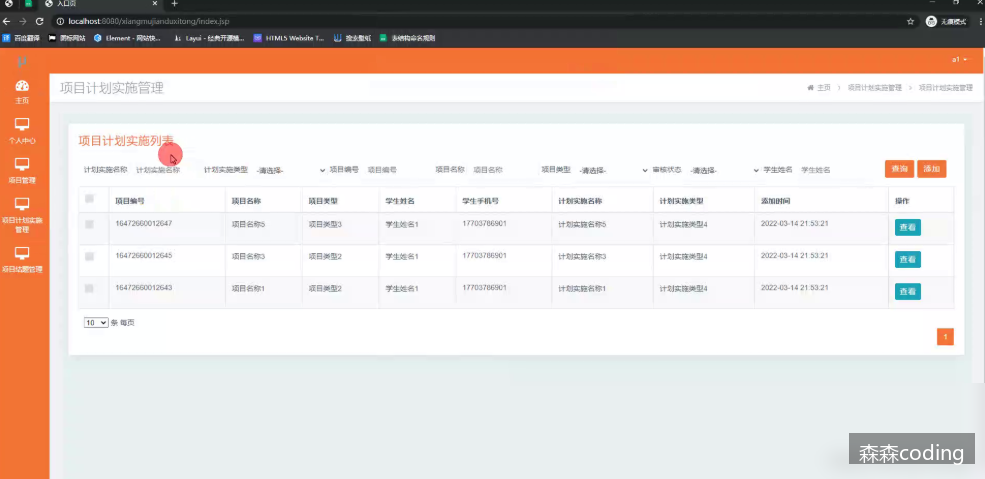 入口页
localhost:8080/xiangmujianduxitong/index.jsp
无痕模式
百度翻译 图标网站 Element - 网站快... Layui - 经典开源模... HTML5 Website T... 搜索壁纸 表结构命名规则
a1
主页
个人中心
项目管理
项目计划实施管理
项目结题管理
项目计划实施管理
主页 项目计划实施管理 项目计划实施管理
项目计划实施列表
计划实施名称 计划实施名称 计划实施类型 -请选择- 项目编号 项目编号 项目名称 项目名称 项目类型 -请选择- 审核状态 -请选择- 学生姓名 学生姓名 查询 添加
项目编号 项目名称 项目类型 学生姓名 学生手机号 计划实施名称 计划实施类型 添加时间 操作
16472660012647 项目名称5 项目类型3 学生姓名1 17703786901 计划实施名称5 计划实施类型4 2022-03-14 21:53:21 查看
16472660012645 项目名称3 项目类型2 学生姓名1 17703786901 计划实施名称3 计划实施类型4 2022-03-14 21:53:21 查看
16472660012643 项目名称1 项目类型2 学生姓名1 17703786901 计划实施名称1 计划实施类型4 2022-03-14 21:53:21 查看
10 条 每页
1
森森coding